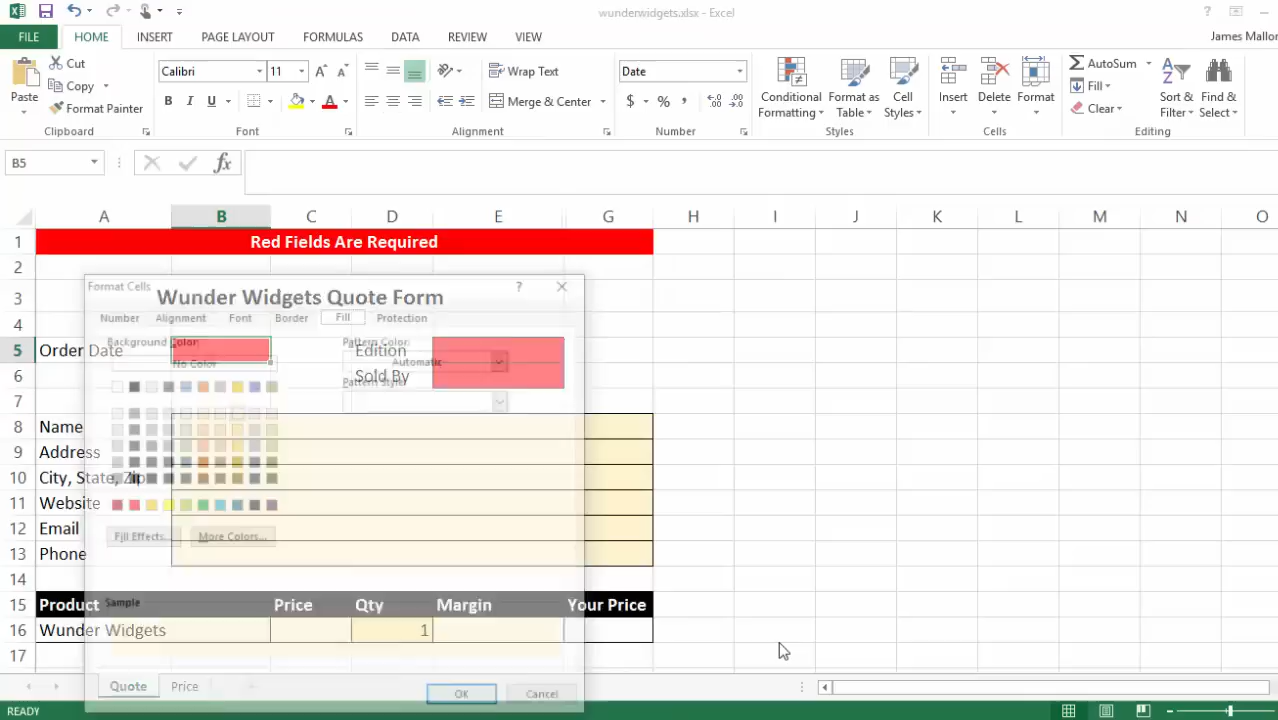 wunderwidgets.xlsx - Excel
?
FILE HOME INSERT PAGE LAYOUT FORMULAS DATA REVIEW VIEW
Cut
Copy
Format Painter
Paste
Clipboard
Calibri 11
B I U
Font
Wrap Text
Merge & Center
Alignment
Date
$ % ,
Number
Conditional Formatting
Format as Table
Cell Styles
Styles
Insert Delete Format
Cells
AutoSum
Fill
Clear
Sort & Filter
Find & Select
Editing
B5
fx
A B C D E G H I J K L M N O
1 Red Fields Are Required
2
3 Wunder Widgets Quote Form
4
5 Order Date Edition
6 Sold By
7
8 Name
9 Address
10 City, State, Zip
11 Website
12 Email
13 Phone
14
15 Product Price Qty Margin Your Price
16 Wunder Widgets 1
17
Format Cells ?
Number Alignment Font Border Fill Protection
Background Color: Pattern Color:
No Color Automatic
Pattern Style:
Fill Effects... More Colors...
Sample
OK Cancel
Quote Price
READY